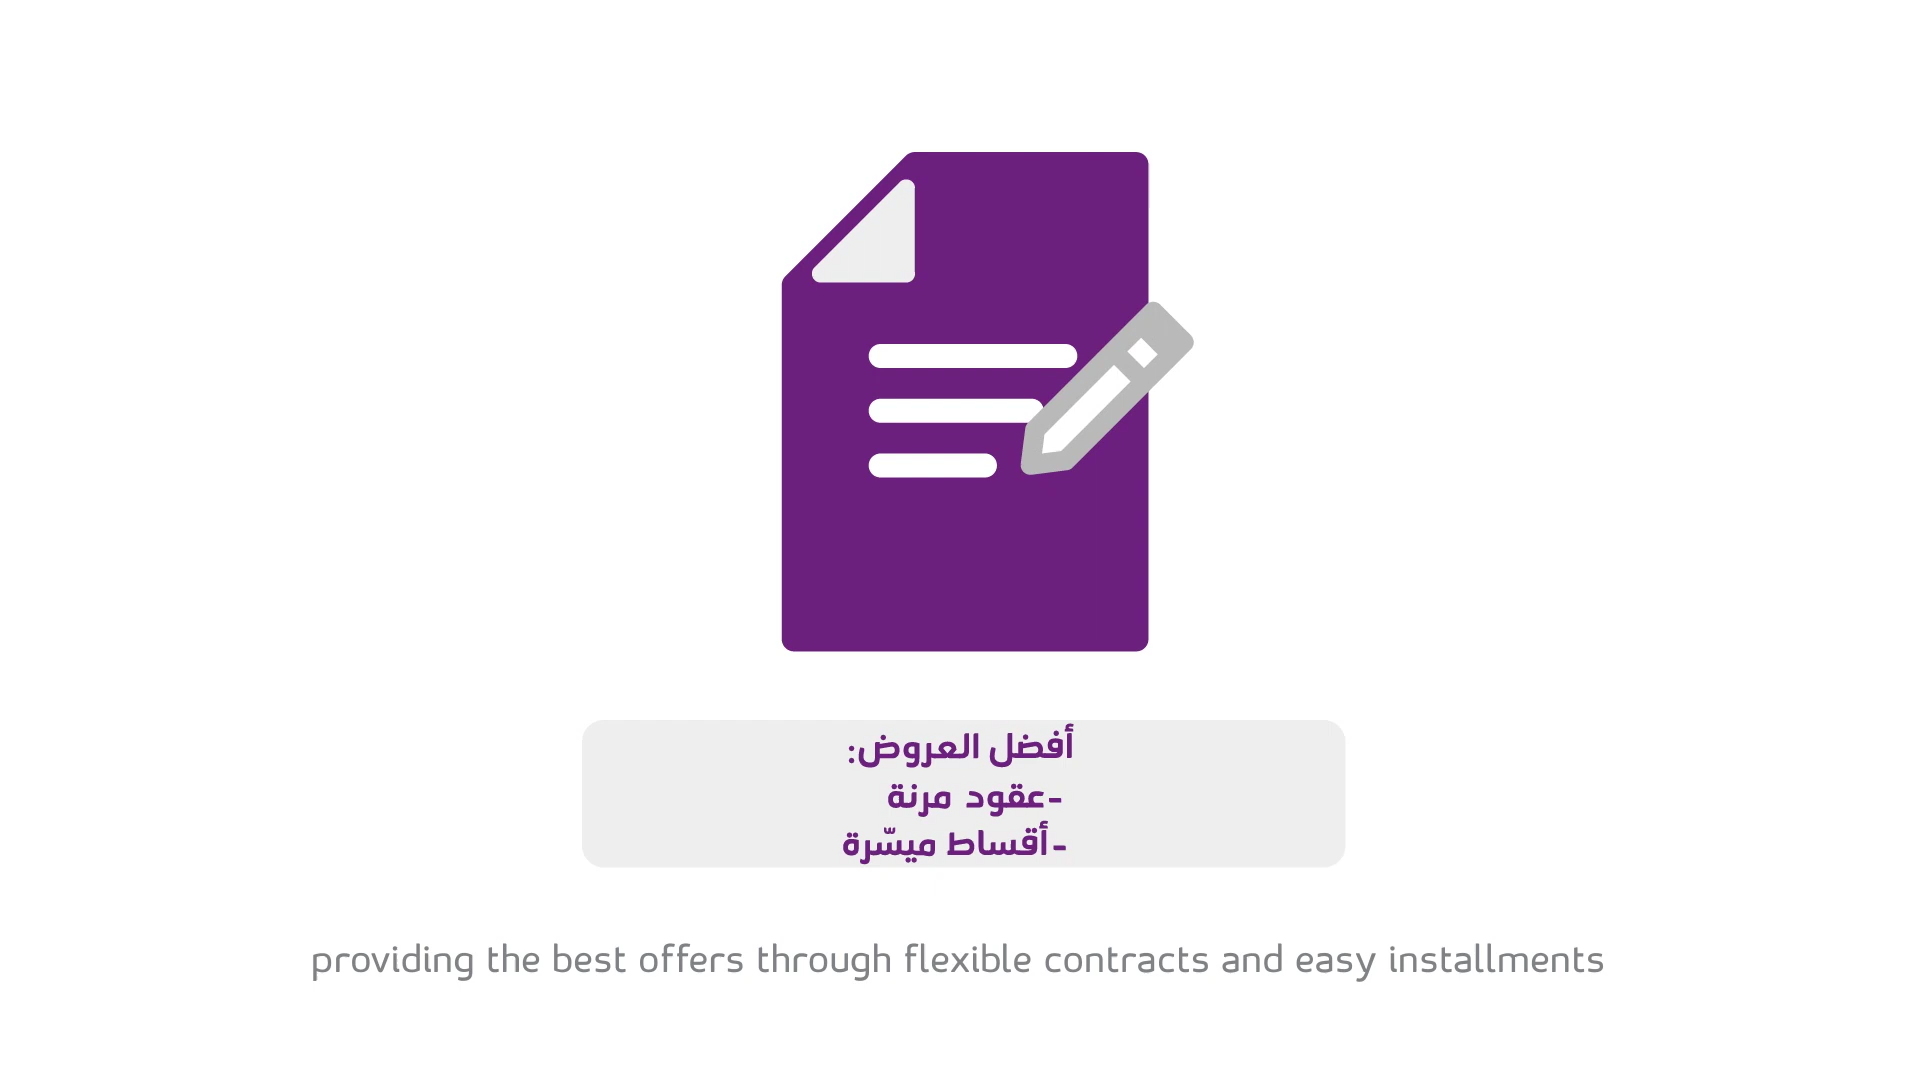 أفضل العروض:
-عقود مرنة
-أقساط ميسّرة
providing the best offers through flexible contracts and easy installments